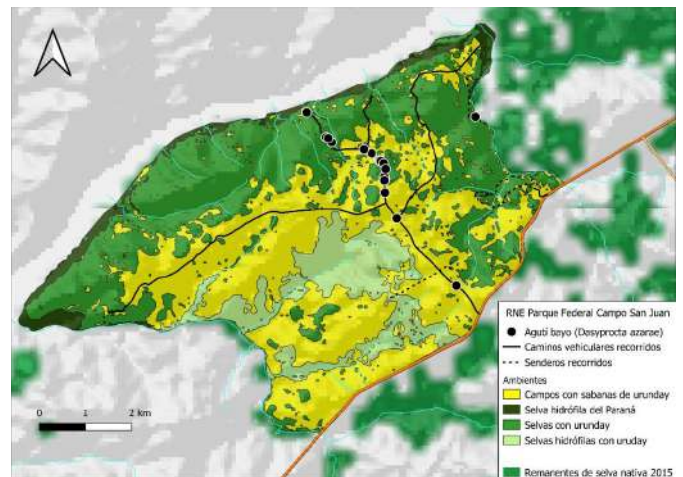 0 1 2 km
RNE Parque Federal Campo San Juan
Agutí bayo (Dasyprocta azarae)
Caminos vehiculares recorridos
Senderos recorridos
Ambientes
Campos con sabanas de urunday
Selva hidrófila del Paraná
Selvas con urunday
Selvas hidrófilas con uruday
Remanentes de selva nativa 2015